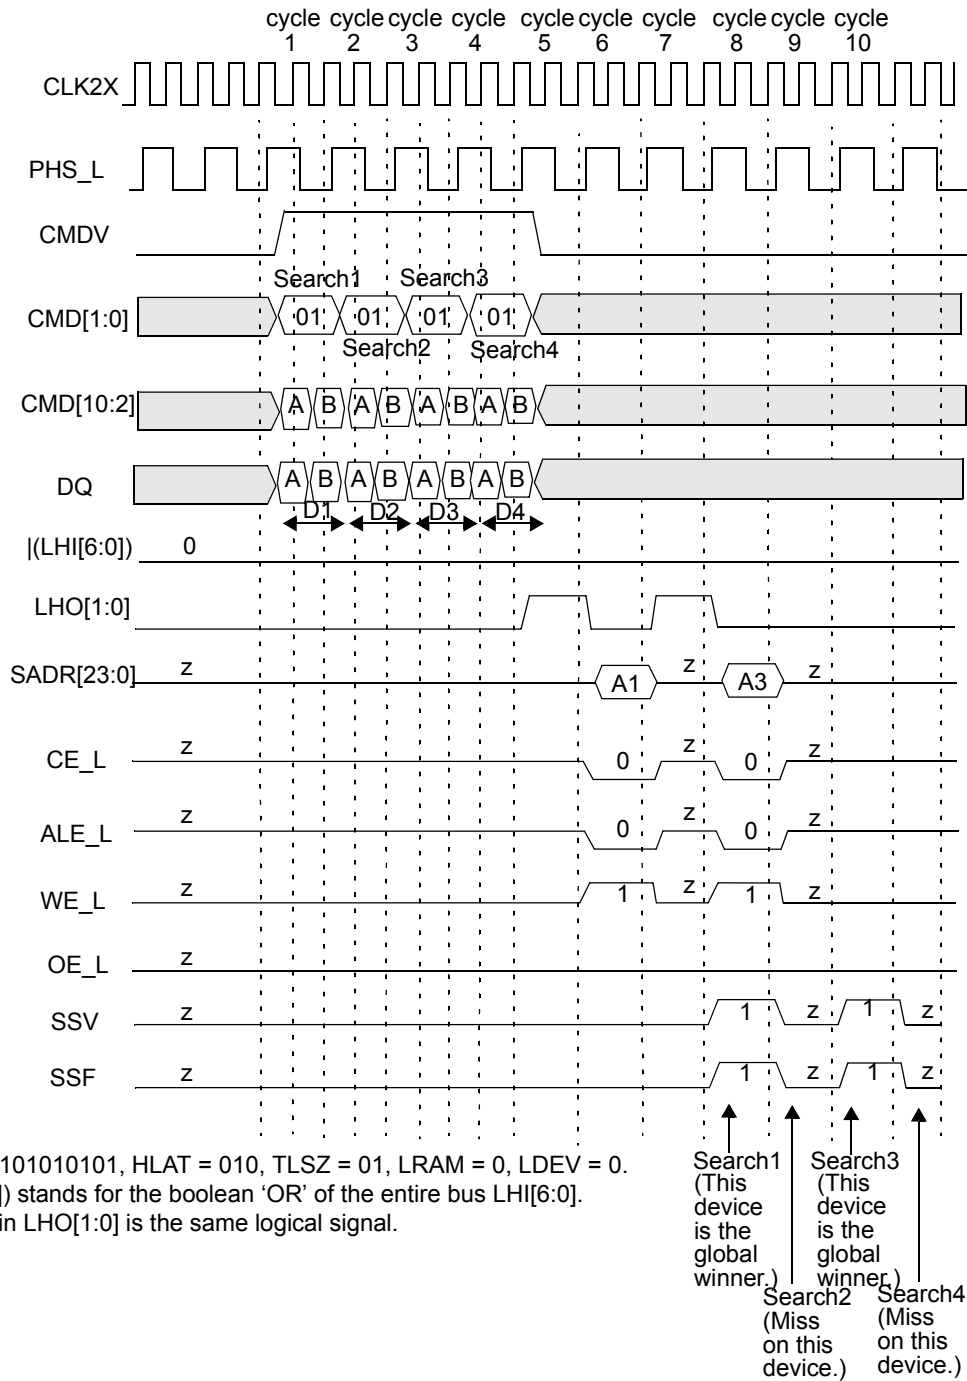 cycle cycle cycle cycle cycle cycle cycle cycle cycle cycle
1 2 3 4 5 6 7 8 9 10
CLK2X
PHS_L
CMDV
Search1 Search3
CMD[1:0] 01 01 01 01
Search2 Search4
CMD[10:2] A B A B A B A B
DQ A B A B A B A B
D1 D2 D3 D4
|(LHI[6:0]) 0
LHO[1:0]
SADR[23:0] z A1 z A3 z
CE_L z 0 z 0 z
ALE_L z 0 z 0 z
WE_L z 1 z 1 z
OE_L z
SSV z 1 z 1 z
SSF z 1 z 1 z
101010101, HLAT = 010, TLSZ = 01, LRAM = 0, LDEV = 0.
|) stands for the boolean ‘OR’ of the entire bus LHI[6:0].
in LHO[1:0] is the same logical signal.
Search1
(This
device
is the
global
winner.)
Search2
(Miss
on this
device.)
Search3
(This
device
is the
global
winner.)
Search4
(Miss
on this
device.)